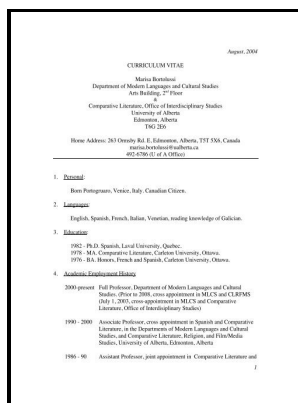 August, 2004
CURRICULUM VITAE
Marisa Bortolussi
Department of Modern Languages and Cultural Studies
Arts Building, 2nd Floor
&
Comparative Literature, Office of Interdisciplinary Studies
University of Alberta
Edmonton, Alberta
T6G 2E6
Home Address: 263 Ormsby Rd. E, Edmonton, Alberta, T5T 5X6, Canada
marisa.bortolussi@ualberta.ca
492-6786 (U of A Office)
1. Personal:
Born Portogruaro, Venice, Italy. Canadian Citizen.
2. Languages:
English, Spanish, French, Italian, Venetian, reading knowledge of Galician.
3. Education:
1982 - Ph.D. Spanish, Laval University, Quebec.
1978 - MA. Comparative Literature, Carleton University, Ottawa.
1976 - BA. Honors, French and Spanish, Carleton University, Ottawa.
4. Academic Employment History
2000-present Full Professor, Department of Modern Languages and Cultural
Studies. (Prior to 2008, cross appointment in MLCS and CLRFMS
(July 1, 2003, cross appointment in MLCS and Comparative
Literature, Office of Interdisciplinary Studies)
1990 - 2000 Associate Professor, cross appointment in Spanish and Comparative
Literature, in the Departments of Modern Languages and Cultural
Studies, and Comparative Literature, Religion, and Film/Media
Studies, University of Alberta, Edmonton, Alberta
1986 - 90 Assistant Professor, joint appointment in Comparative Literature and
1